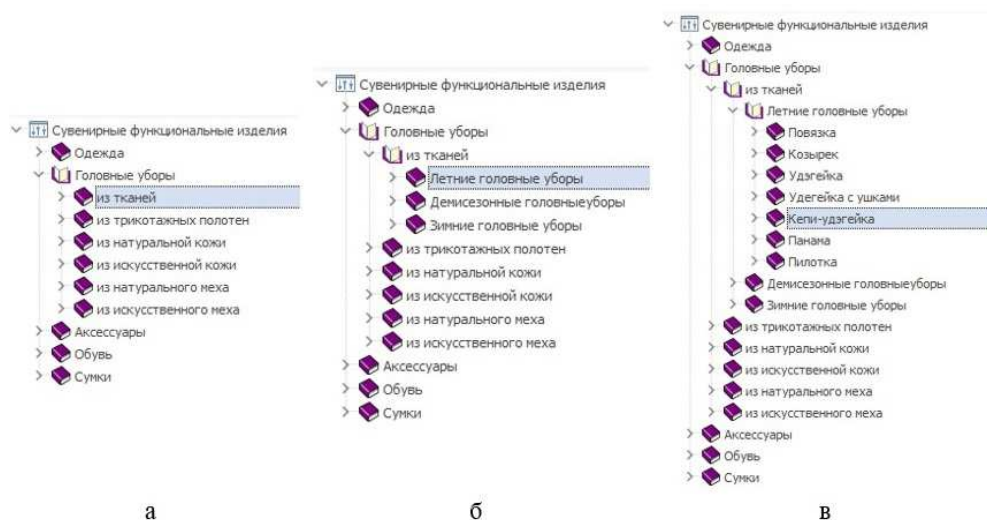 Сувенирные функциональные изделия
Одежда
Головные уборы
из тканей
из трикотажных полотен
из натуральной кожи
из искусственной кожи
из натурального меха
из искусственного меха
Аксессуары
Обувь
Сумки
а
Сувенирные функциональные изделия
Одежда
Головные уборы
из тканей
Летние головные уборы
Демисезонные головныеуборы
Зимние головные уборы
из трикотажных полотен
из натуральной кожи
из искусственной кожи
из натурального меха
из искусственного меха
Аксессуары
Обувь
Сумки
б
Сувенирные функциональные изделия
Одежда
Головные уборы
из тканей
Летние головные уборы
Повязка
Козырек
Удэгейка
Удегейка с ушками
Кепи-удэгейка
Панама
Пилотка
Демисезонные головныеуборы
Зимние головные уборы
из трикотажных полотен
из натуральной кожи
из искусственной кожи
из натурального меха
из искусственного меха
Аксессуары
Обувь
Сумки
в